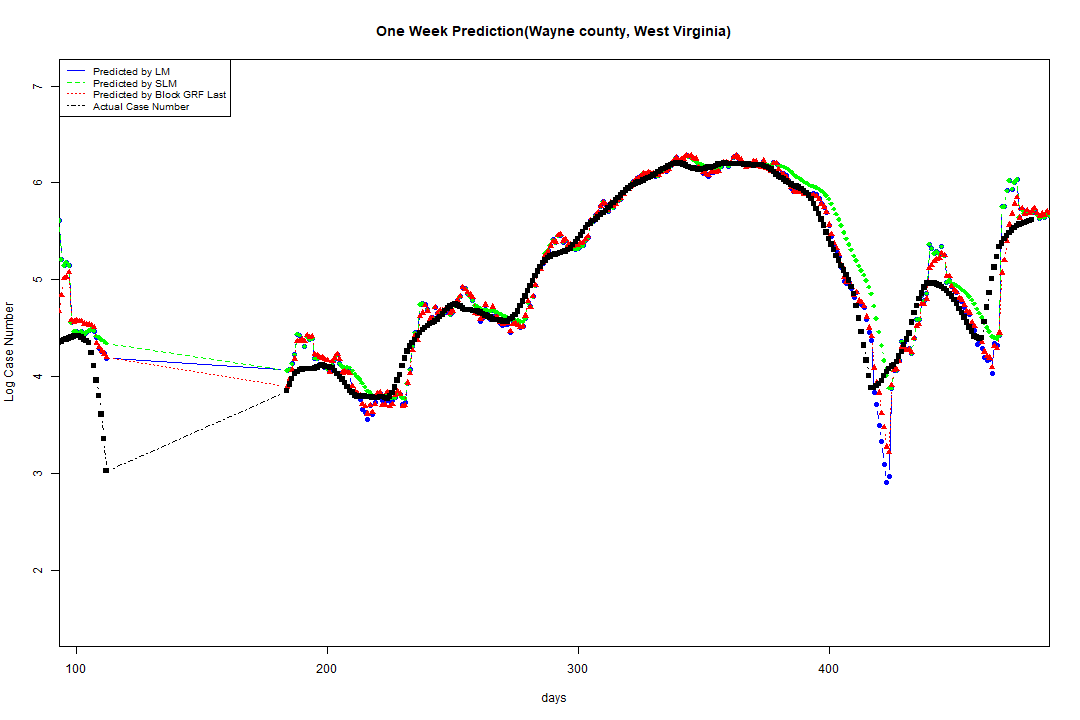 One Week Prediction(Wayne county, West Virginia)
Predicted by LM
Predicted by SLM
Predicted by Block GRF Last
Actual Case Number
7
6
5
4
3
2
Log Case Number
100 200 300 400
days